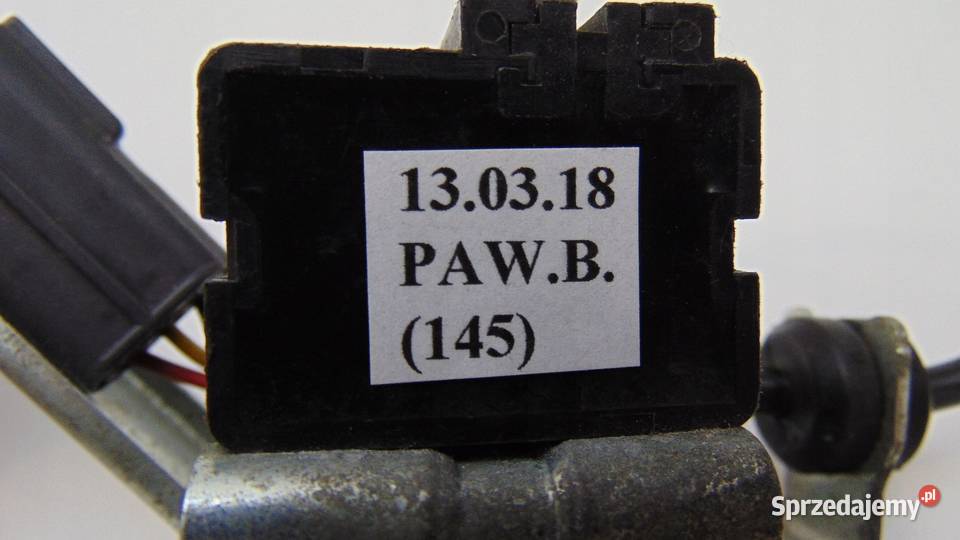 13.03.18
PAW.B.
(145)
Sprzedajemy.pl